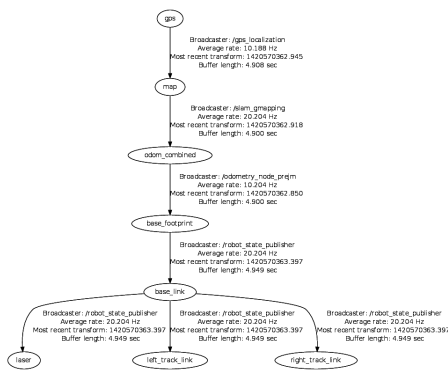 gps
Broadcaster: /gps_localization
Average rate: 10.188 Hz
Most recent transform: 1420570362.945
Buffer length: 4.908 sec
map
Broadcaster: /slam_gmapping
Average rate: 20.204 Hz
Most recent transform: 1420570362.918
Buffer length: 4.900 sec
odom_combined
Broadcaster: /odometry_node_prejm
Average rate: 10.204 Hz
Most recent transform: 1420570362.850
Buffer length: 4.900 sec
base_footprint
Broadcaster: /robot_state_publisher
Average rate: 20.204 Hz
Most recent transform: 1420570363.397
Buffer length: 4.949 sec
base_link
Broadcaster: /robot_state_publisher
Average rate: 20.204 Hz
Most recent transform: 1420570363.397
Buffer length: 4.949 sec
Broadcaster: /robot_state_publisher
Average rate: 20.204 Hz
Most recent transform: 1420570363.397
Buffer length: 4.949 sec
Broadcaster: /robot_state_publisher
Average rate: 20.204 Hz
Most recent transform: 1420570363.397
Buffer length: 4.949 sec
laser
left_track_link
right_track_link